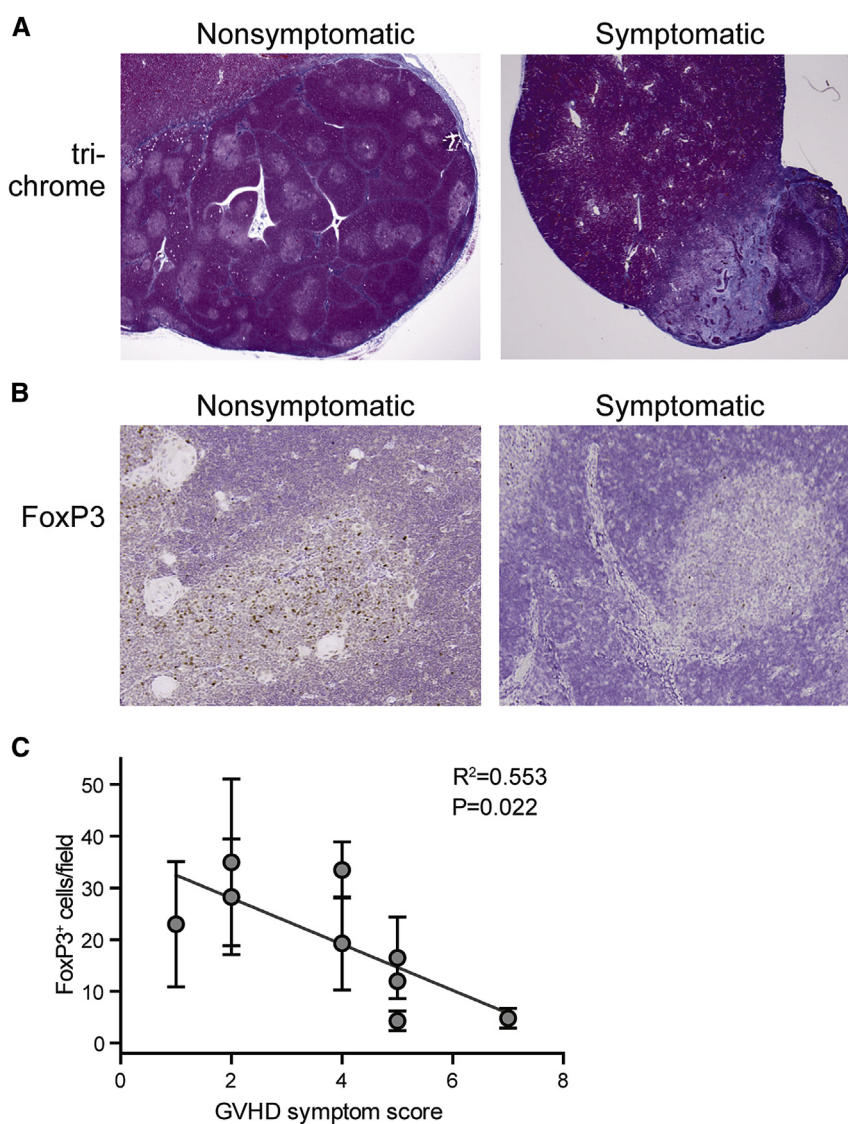 A
Nonsymptomatic Symptomatic
tri-
chrome
B
Nonsymptomatic Symptomatic
FoxP3
C
R²=0.553
P=0.022
FoxP3⁺ cells/field
50
40
30
20
10
0
0 2 4 6 8
GVHD symptom score